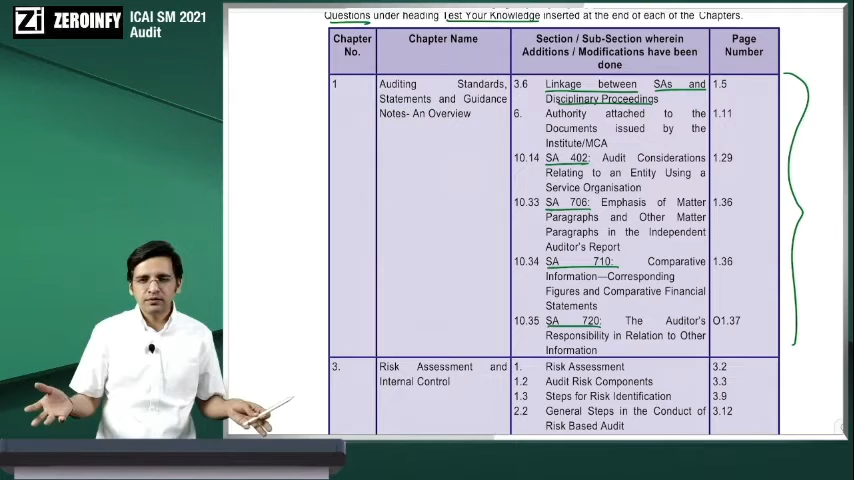 Zi ZEROINFY
ICAI SM 2021
Audit
Questions under heading Test Your Knowledge inserted at the end of each of the Chapters.
Chapter No. Chapter Name Section / Sub-Section wherein Additions / Modifications have been done Page Number
1 Auditing Standards, Statements and Guidance Notes- An Overview
3.6 Linkage between SAs and Disciplinary Proceedings 1.5
6. Authority attached to the Documents issued by the Institute/MCA 1.11
10.14 SA 402: Audit Considerations Relating to an Entity Using a Service Organisation 1.29
10.33 SA 706: Emphasis of Matter Paragraphs and Other Matter Paragraphs in the Independent Auditor's Report 1.36
10.34 SA 710: Comparative Information—Corresponding Figures and Comparative Financial Statements 1.36
10.35 SA 720: The Auditor's Responsibility in Relation to Other Information O1.37
3. Risk Assessment and Internal Control
1. Risk Assessment 3.2
1.2 Audit Risk Components 3.3
1.3 Steps for Risk Identification 3.9
2.2 General Steps in the Conduct of Risk Based Audit 3.12